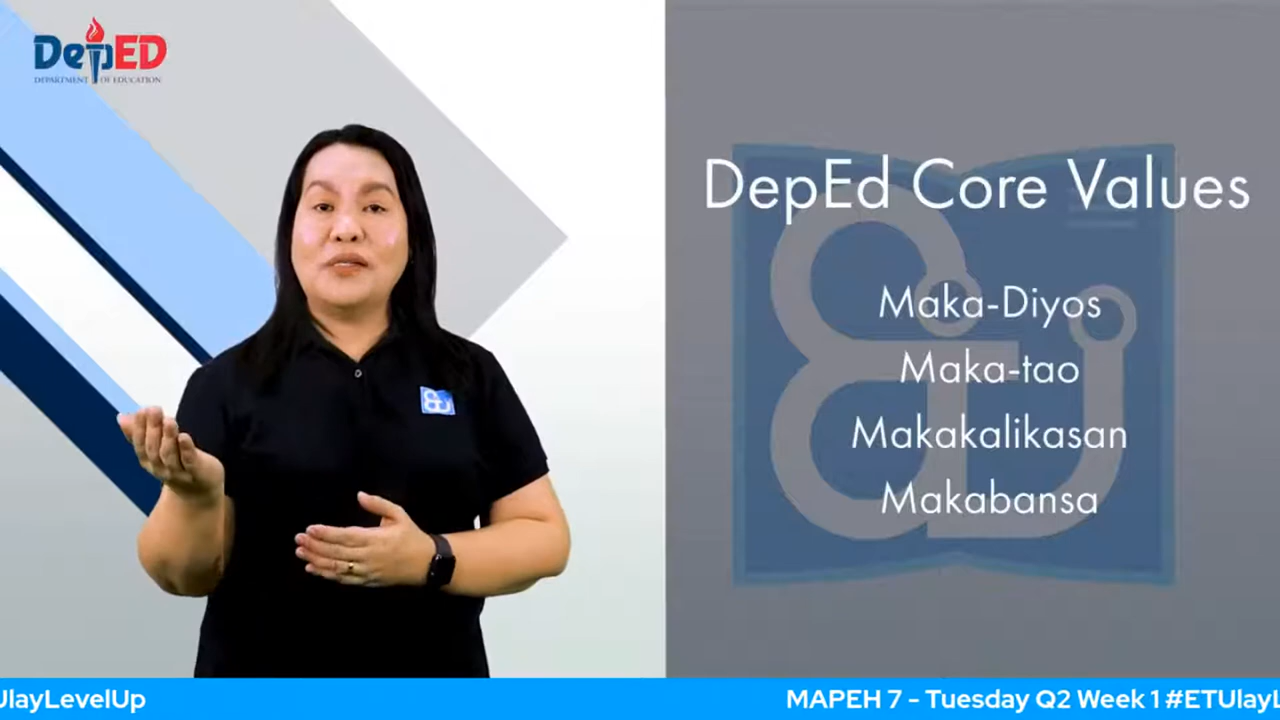 DepED
DEPARTMENT OF EDUCATION
DepEd Core Values
Maka-Diyos
Maka-tao
Makakalikasan
Makabansa
UlayLevelUp
MAPEH 7 - Tuesday Q2 Week 1 #ETUlayL